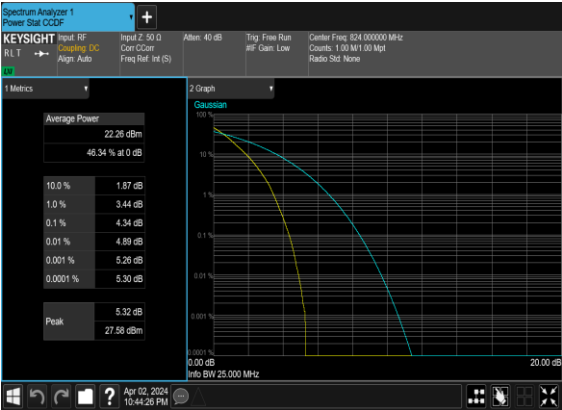 Spectrum Analyzer 1
Power Stat CCDF
+
KEYSIGHT
RLT
LXI
Input: RF
Coupling: DC
Align: Auto
Input Z: 50 Ω
Corr CCorr
Freq Ref: Int (S)
Atten: 40 dB
Trig: Free Run
#IF Gain: Low
Center Freq: 824.000000 MHz
Counts: 1.00 M/1.00 Mpt
Radio Std: None
1 Metrics
Average Power
22.26 dBm
46.34 % at 0 dB
10.0 % 1.87 dB
1.0 % 3.44 dB
0.1 % 4.34 dB
0.01 % 4.89 dB
0.001 % 5.26 dB
0.0001 % 5.30 dB
Peak
5.32 dB
27.58 dBm
2 Graph
Gaussian
100 %
10 %
1 %
0.1 %
0.01 %
0.001 %
0.0001 %
0.00 dB
20.00 dB
Info BW 25.000 MHz
?
Apr 02, 2024
10:44:26 PM